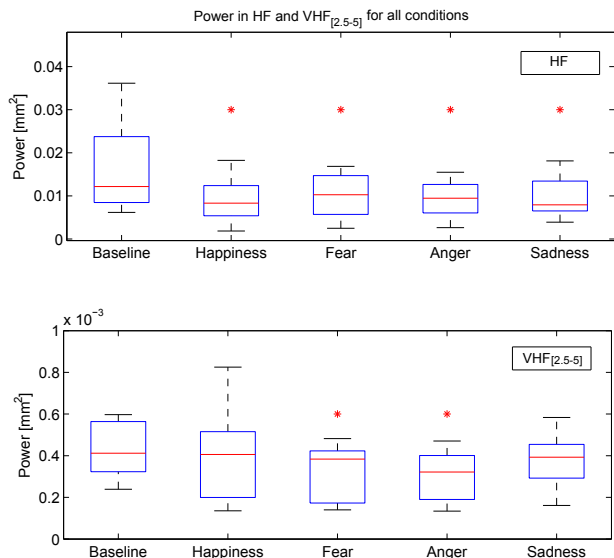 Power in HF and VHF[2.5-5] for all conditions
HF
Power [mm2]
0.04
0.03
0.02
0.01
0
Baseline Happiness Fear Anger Sadness
x 10−3
VHF[2.5-5]
Power [mm2]
1
0.8
0.6
0.4
0.2
0
Baseline Happiness Fear Anger Sadness